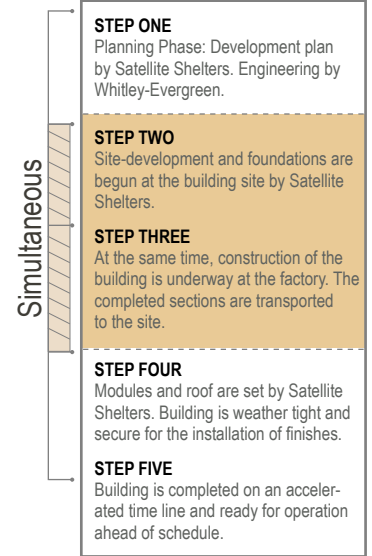 Simultaneous
STEP ONE
Planning Phase: Development plan
by Satellite Shelters. Engineering by
Whitley-Evergreen.
STEP TWO
Site-development and foundations are
begun at the building site by Satellite
Shelters.
STEP THREE
At the same time, construction of the
building is underway at the factory. The
completed sections are transported
to the site.
STEP FOUR
Modules and roof are set by Satellite
Shelters. Building is weather tight and
secure for the installation of finishes.
STEP FIVE
Building is completed on an acceler-
ated time line and ready for operation
ahead of schedule.